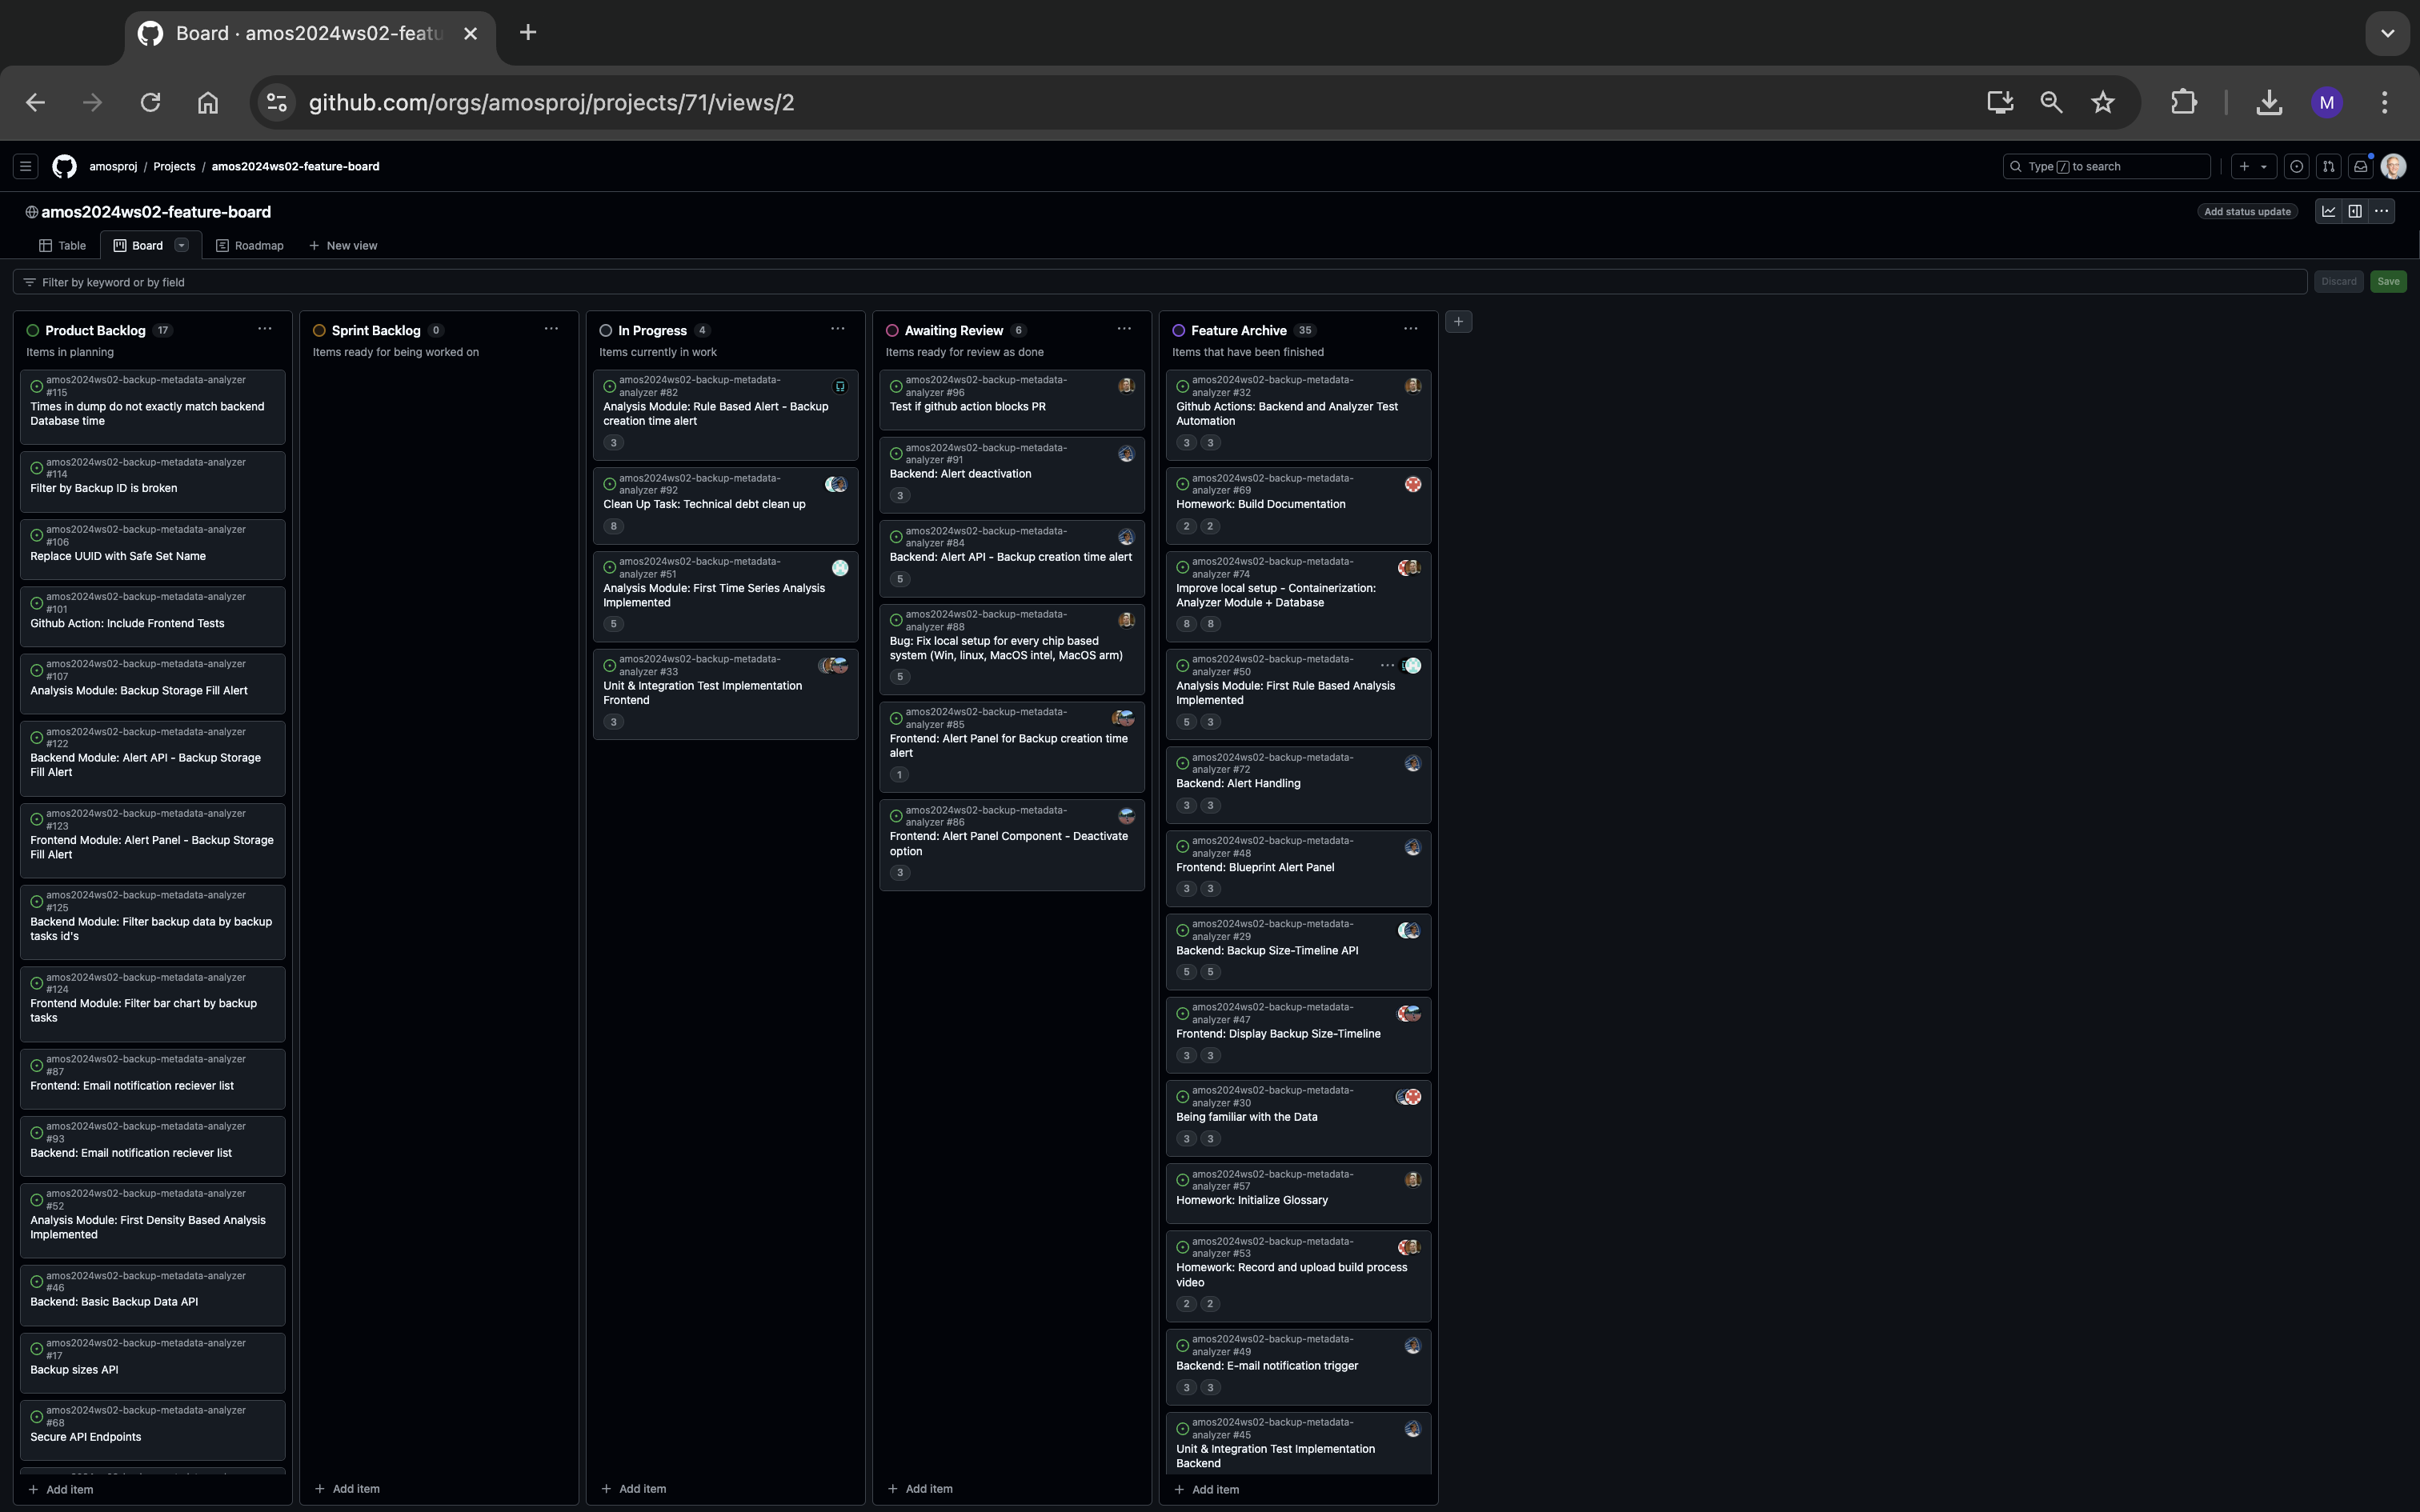 Board · amos2024ws02-featu
github.com/orgs/amosproj/projects/71/views/2
M
amosproj / Projects / amos2024ws02-feature-board
Type / to search
amos2024ws02-feature-board
Add status update
Table
Board
Roadmap
New view
Filter by keyword or by field
Discard
Save
Product Backlog 17
Items in planning
amos2024ws02-backup-metadata-analyzer
#115
Times in dump do not exactly match backend
Database time
amos2024ws02-backup-metadata-analyzer
#114
Filter by Backup ID is broken
amos2024ws02-backup-metadata-analyzer
#106
Replace UUID with Safe Set Name
amos2024ws02-backup-metadata-analyzer
#101
Github Action: Include Frontend Tests
amos2024ws02-backup-metadata-analyzer
#107
Analysis Module: Backup Storage Fill Alert
amos2024ws02-backup-metadata-analyzer
#122
Backend Module: Alert API - Backup Storage
Fill Alert
amos2024ws02-backup-metadata-analyzer
#123
Frontend Module: Alert Panel - Backup Storage
Fill Alert
amos2024ws02-backup-metadata-analyzer
#125
Backend Module: Filter backup data by backup
tasks id's
amos2024ws02-backup-metadata-analyzer
#124
Frontend Module: Filter bar chart by backup
tasks
amos2024ws02-backup-metadata-analyzer
#87
Frontend: Email notification reciever list
amos2024ws02-backup-metadata-analyzer
#93
Backend: Email notification reciever list
amos2024ws02-backup-metadata-analyzer
#52
Analysis Module: First Density Based Analysis
Implemented
amos2024ws02-backup-metadata-analyzer
#46
Backend: Basic Backup Data API
amos2024ws02-backup-metadata-analyzer
#17
Backup sizes API
amos2024ws02-backup-metadata-analyzer
#68
Secure API Endpoints
Add item
Sprint Backlog 0
Items ready for being worked on
Add item
In Progress 4
Items currently in work
amos2024ws02-backup-metadata-
analyzer #82
Analysis Module: Rule Based Alert - Backup
creation time alert
3
amos2024ws02-backup-metadata-
analyzer #92
Clean Up Task: Technical debt clean up
8
amos2024ws02-backup-metadata-
analyzer #51
Analysis Module: First Time Series Analysis
Implemented
5
amos2024ws02-backup-metadata-
analyzer #33
Unit & Integration Test Implementation
Frontend
3
Add item
Awaiting Review 6
Items ready for review as done
amos2024ws02-backup-metadata-
analyzer #96
Test if github action blocks PR
amos2024ws02-backup-metadata-
analyzer #91
Backend: Alert deactivation
3
amos2024ws02-backup-metadata-
analyzer #84
Backend: Alert API - Backup creation time alert
5
amos2024ws02-backup-metadata-
analyzer #88
Bug: Fix local setup for every chip based
system (Win, linux, MacOS intel, MacOS arm)
5
amos2024ws02-backup-metadata-
analyzer #85
Frontend: Alert Panel for Backup creation time
alert
1
amos2024ws02-backup-metadata-
analyzer #86
Frontend: Alert Panel Component - Deactivate
option
3
Add item
Feature Archive 35
Items that have been finished
amos2024ws02-backup-metadata-
analyzer #32
Github Actions: Backend and Analyzer Test
Automation
3 3
amos2024ws02-backup-metadata-
analyzer #69
Homework: Build Documentation
2 2
amos2024ws02-backup-metadata-
analyzer #74
Improve local setup - Containerization:
Analyzer Module + Database
8 8
amos2024ws02-backup-metadata-
analyzer #50
Analysis Module: First Rule Based Analysis
Implemented
5 3
amos2024ws02-backup-metadata-
analyzer #72
Backend: Alert Handling
3 3
amos2024ws02-backup-metadata-
analyzer #48
Frontend: Blueprint Alert Panel
3 3
amos2024ws02-backup-metadata-
analyzer #29
Backend: Backup Size-Timeline API
5 5
amos2024ws02-backup-metadata-
analyzer #47
Frontend: Display Backup Size-Timeline
3 3
amos2024ws02-backup-metadata-
analyzer #30
Being familiar with the Data
3 3
amos2024ws02-backup-metadata-
analyzer #57
Homework: Initialize Glossary
amos2024ws02-backup-metadata-
analyzer #53
Homework: Record and upload build process
video
2 2
amos2024ws02-backup-metadata-
analyzer #49
Backend: E-mail notification trigger
3 3
amos2024ws02-backup-metadata-
analyzer #45
Unit & Integration Test Implementation
Backend
Add item